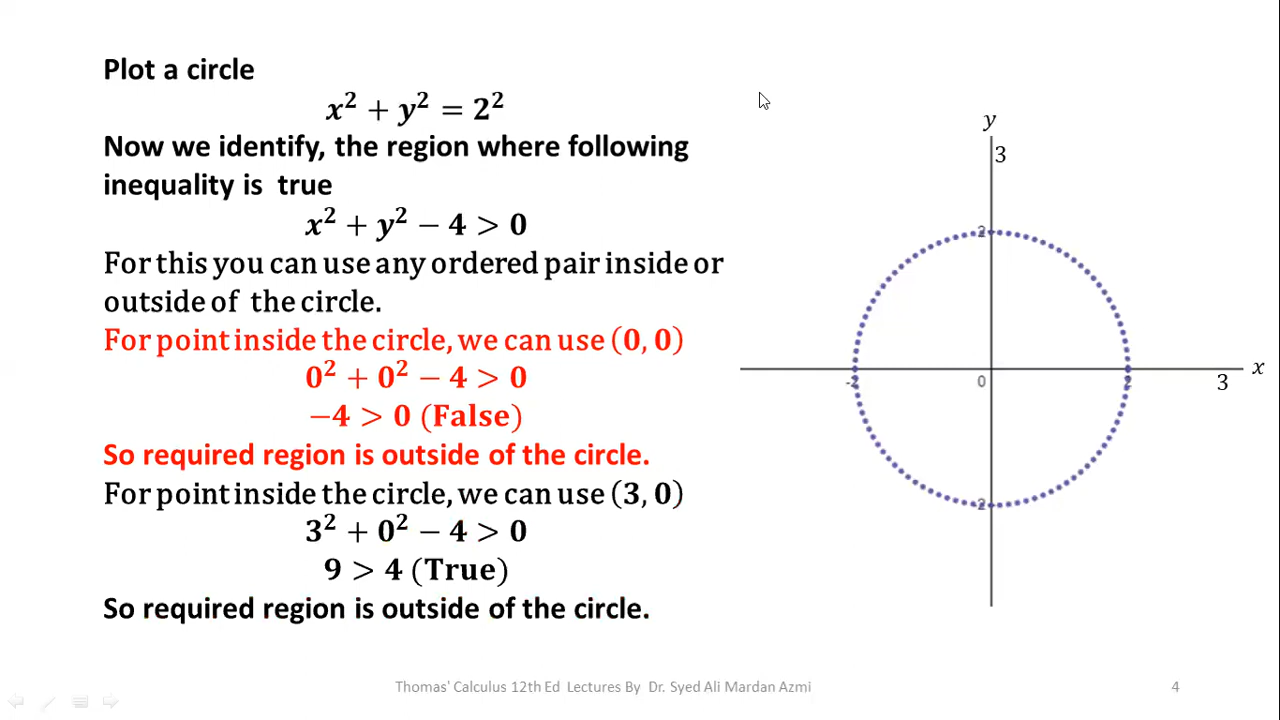 Plot a circle
x² + y² = 2²
Now we identify, the region where following
inequality is true
x² + y² − 4 > 0
For this you can use any ordered pair inside or
outside of the circle.
For point inside the circle, we can use (0, 0)
0² + 0² − 4 > 0
−4 > 0 (False)
So required region is outside of the circle.
For point inside the circle, we can use (3, 0)
3² + 0² − 4 > 0
9 > 4 (True)
So required region is outside of the circle.
y
3
2
x
-2
0
2
3
-2
Thomas' Calculus 12th Ed Lectures By Dr. Syed Ali Mardan Azmi
4